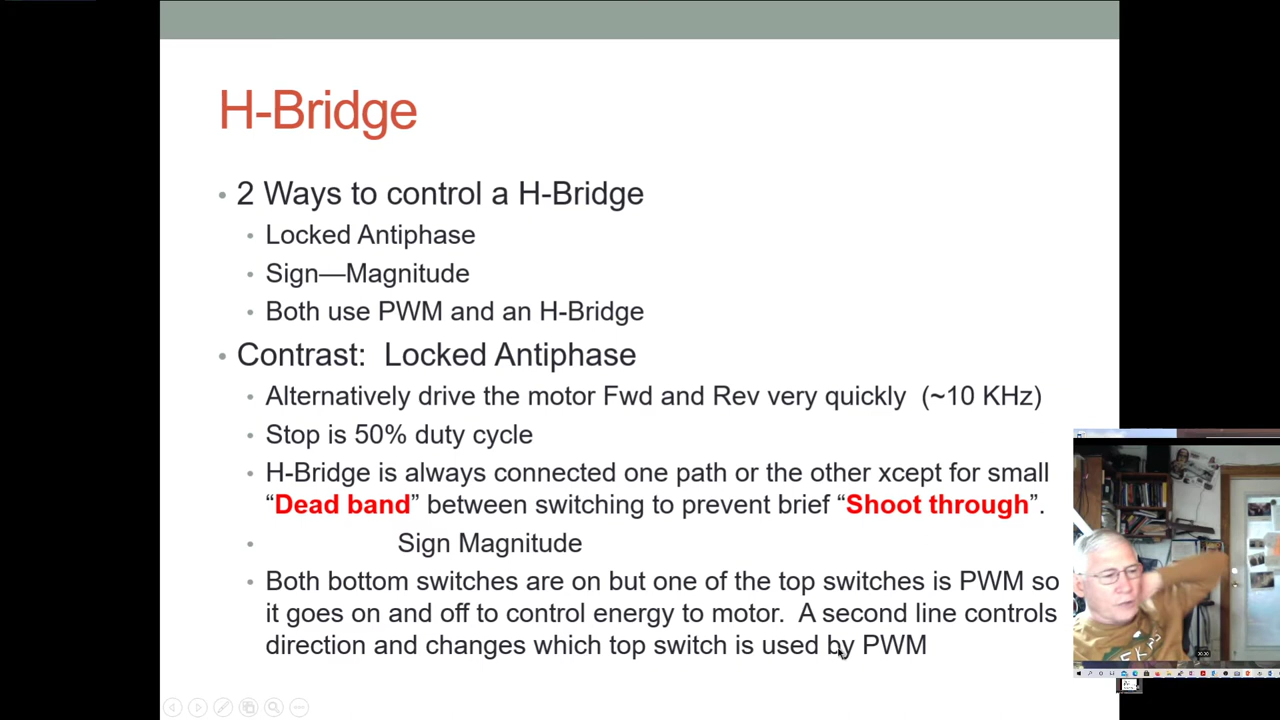 H-Bridge
2 Ways to control a H-Bridge
Locked Antiphase
Sign—Magnitude
Both use PWM and an H-Bridge
Contrast: Locked Antiphase
Alternatively drive the motor Fwd and Rev very quickly (~10 KHz)
Stop is 50% duty cycle
H-Bridge is always connected one path or the other xcept for small
“Dead band” between switching to prevent brief “Shoot through”.
Sign Magnitude
Both bottom switches are on but one of the top switches is PWM so
it goes on and off to control energy to motor. A second line controls
direction and changes which top switch is used by PWM